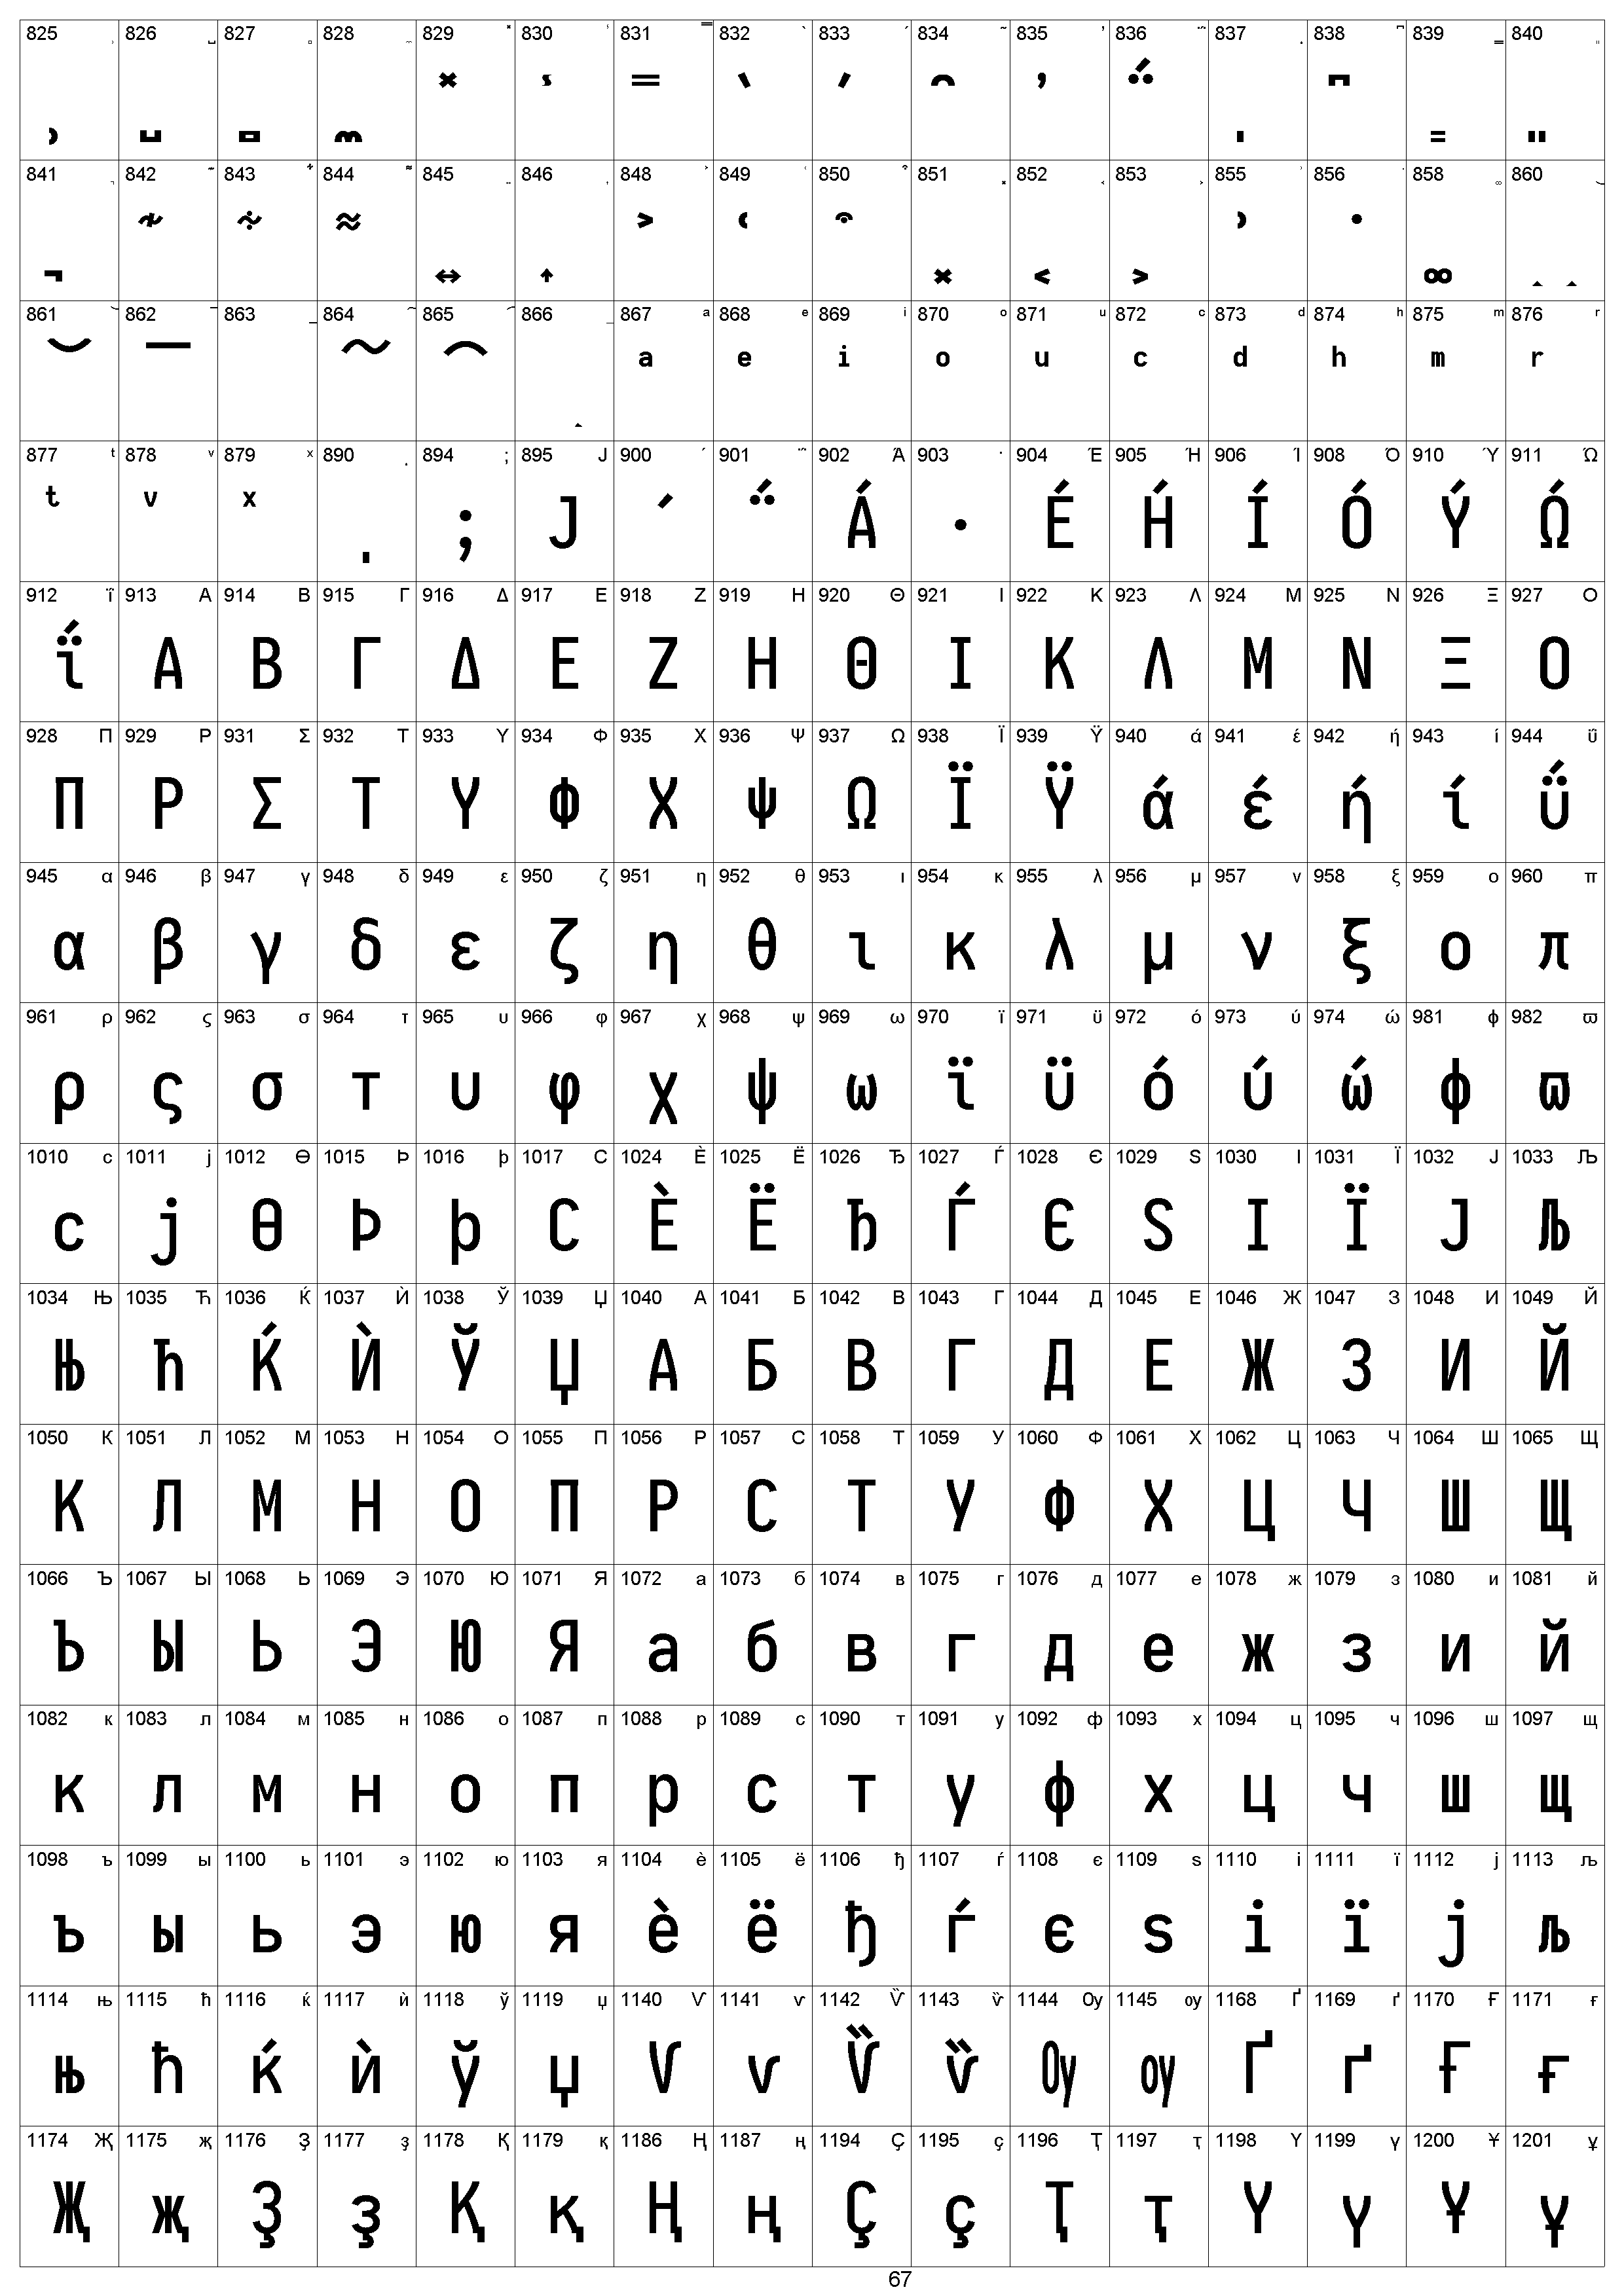 825 826 827 828 829 830 831 832 833 834 835 836 837 838 839 840
841 842 843 844 845 846 848 849 850 851 852 853 855 856 858 860
861 862 863 864 865 866 867 a 868 e 869 i 870 o 871 u 872 c 873 d 874 h 875 m 876 r
a e i o u c d h m r
877 t 878 v 879 x 890 ͺ 894 ; 895 Ϳ 900 ΄ 901 ΅ 902 Ά 903 · 904 Έ 905 Ή 906 Ί 908 Ό 910 Ύ 911 Ώ
t v x ͺ ; Ϳ ΄ ΅ Ά · Έ Ή Ί Ό Ύ Ώ
912 ΐ 913 Α 914 Β 915 Γ 916 Δ 917 Ε 918 Ζ 919 Η 920 Θ 921 Ι 922 Κ 923 Λ 924 Μ 925 Ν 926 Ξ 927 Ο
ΐ Α Β Γ Δ Ε Ζ Η Θ Ι Κ Λ Μ Ν Ξ Ο
928 Π 929 Ρ 931 Σ 932 Τ 933 Υ 934 Φ 935 Χ 936 Ψ 937 Ω 938 Ϊ 939 Ϋ 940 ά 941 έ 942 ή 943 ί 944 ΰ
Π Ρ Σ Τ Υ Φ Χ Ψ Ω Ϊ Ϋ ά έ ή ί ΰ
945 α 946 β 947 γ 948 δ 949 ε 950 ζ 951 η 952 θ 953 ι 954 κ 955 λ 956 μ 957 ν 958 ξ 959 ο 960 π
α β γ δ ε ζ η θ ι κ λ μ ν ξ ο π
961 ρ 962 ς 963 σ 964 τ 965 υ 966 φ 967 χ 968 ψ 969 ω 970 ϊ 971 ϋ 972 ό 973 ύ 974 ώ 981 ϕ 982 ϖ
ρ ς σ τ υ φ χ ψ ω ϊ ϋ ό ύ ώ ϕ ϖ
1010 ϲ 1011 ϳ 1012 ϴ 1015 Ϸ 1016 ϸ 1017 Ϲ 1024 Ѐ 1025 Ё 1026 Ђ 1027 Ѓ 1028 Є 1029 Ѕ 1030 І 1031 Ї 1032 Ј 1033 Љ
ϲ ϳ ϴ Ϸ ϸ Ϲ Ѐ Ё Ђ Ѓ Є Ѕ І Ї Ј Љ
1034 Њ 1035 Ћ 1036 Ќ 1037 Ѝ 1038 Ў 1039 Џ 1040 А 1041 Б 1042 В 1043 Г 1044 Д 1045 Е 1046 Ж 1047 З 1048 И 1049 Й
Њ Ћ Ќ Ѝ Ў Џ А Б В Г Д Е Ж З И Й
1050 К 1051 Л 1052 М 1053 Н 1054 О 1055 П 1056 Р 1057 С 1058 Т 1059 У 1060 Ф 1061 Х 1062 Ц 1063 Ч 1064 Ш 1065 Щ
К Л М Н О П Р С Т У Ф Х Ц Ч Ш Щ
1066 Ъ 1067 Ы 1068 Ь 1069 Э 1070 Ю 1071 Я 1072 а 1073 б 1074 в 1075 г 1076 д 1077 е 1078 ж 1079 з 1080 и 1081 й
Ъ Ы Ь Э Ю Я а б в г д е ж з и й
1082 к 1083 л 1084 м 1085 н 1086 о 1087 п 1088 р 1089 с 1090 т 1091 у 1092 ф 1093 х 1094 ц 1095 ч 1096 ш 1097 щ
к л м н о п р с т у ф х ц ч ш щ
1098 ъ 1099 ы 1100 ь 1101 э 1102 ю 1103 я 1104 ѐ 1105 ё 1106 ђ 1107 ѓ 1108 є 1109 ѕ 1110 і 1111 ї 1112 ј 1113 љ
ъ ы ь э ю я ѐ ё ђ ѓ є ѕ і ї ј љ
1114 њ 1115 ћ 1116 ќ 1117 ѝ 1118 ў 1119 џ 1140 Ѵ 1141 ѵ 1142 Ѷ 1143 ѷ 1144 Ѹ 1145 ѹ 1168 Ґ 1169 ґ 1170 Ғ 1171 ғ
њ ћ ќ ѝ ў џ Ѵ ѵ Ѷ ѷ Ѹ ѹ Ґ ґ Ғ ғ
1174 Җ 1175 җ 1176 Ҙ 1177 ҙ 1178 Қ 1179 қ 1186 Ң 1187 ң 1194 Ҫ 1195 ҫ 1196 Ҭ 1197 ҭ 1198 Ү 1199 ү 1200 Ұ 1201 ұ
Җ җ Ҙ ҙ Қ қ Ң ң Ҫ ҫ Ҭ ҭ Ү ү Ұ ұ
67